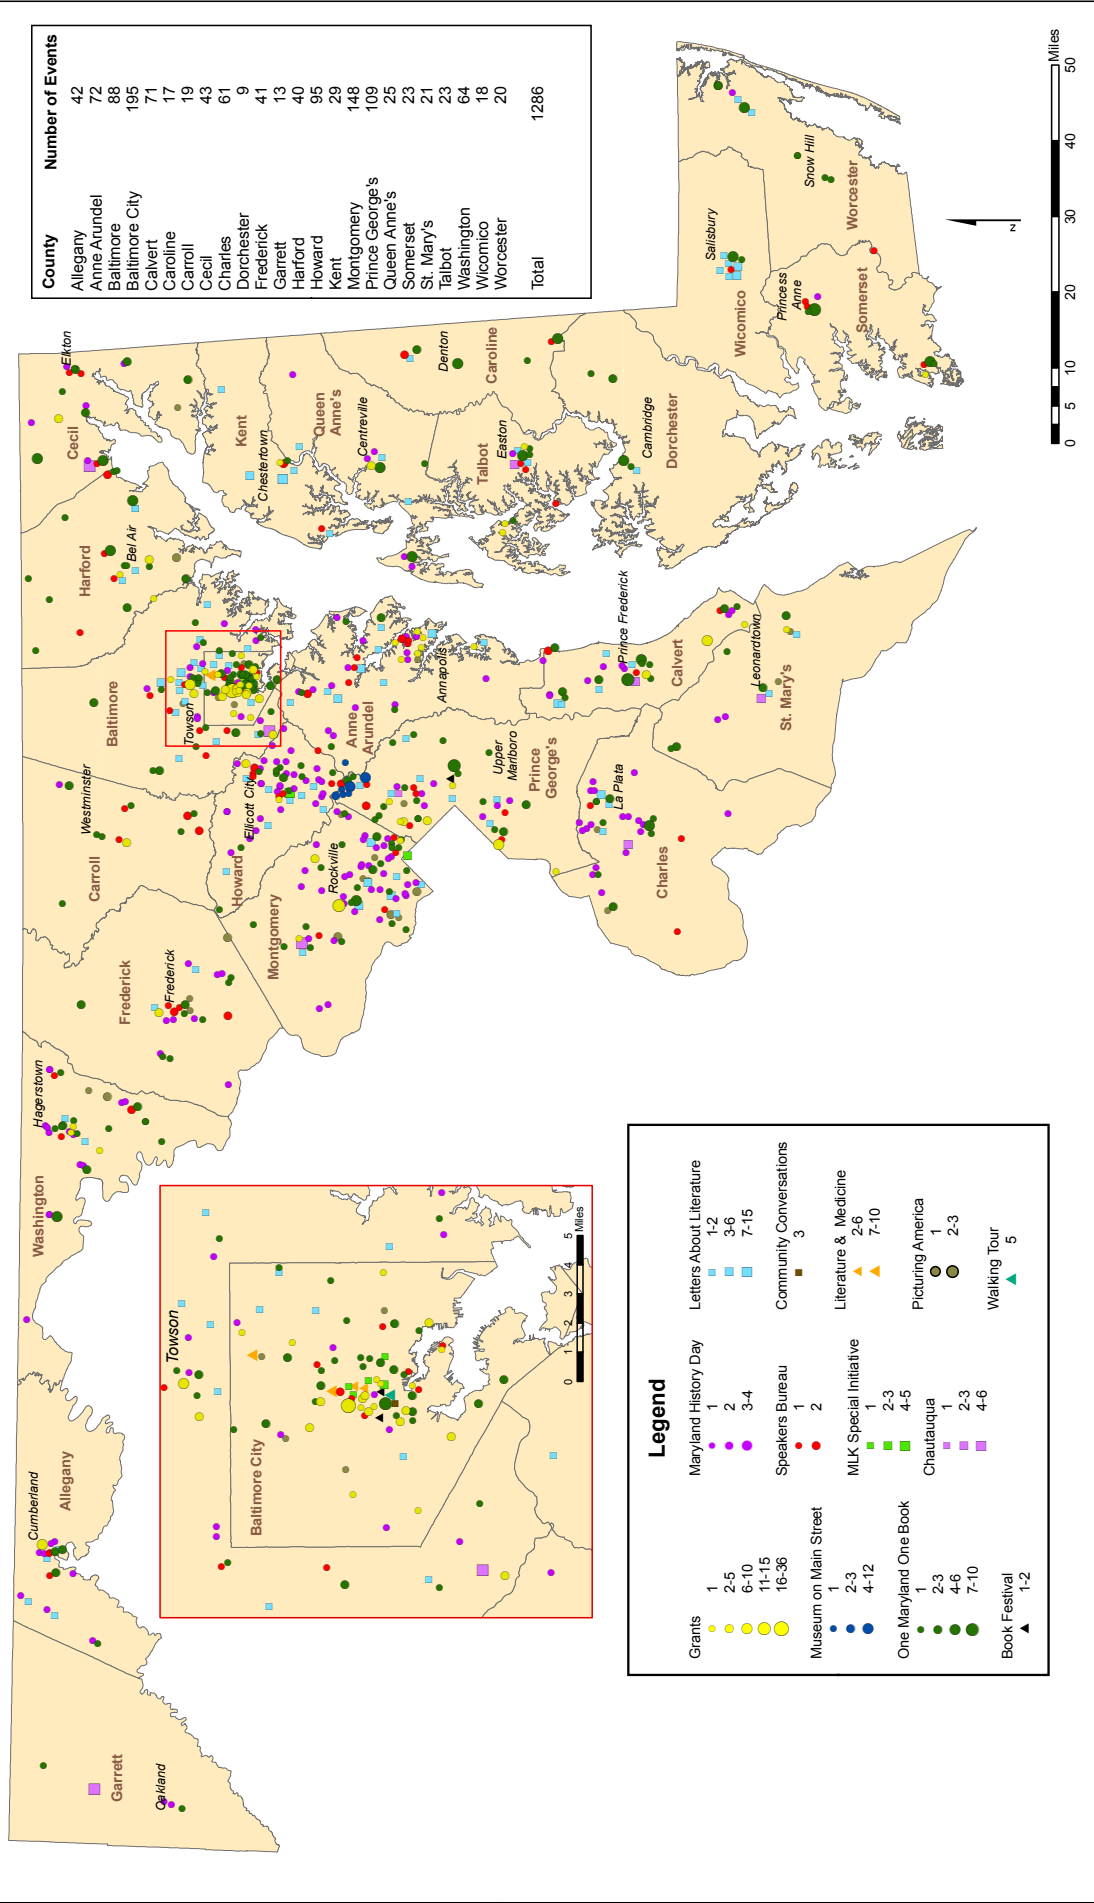 County Number of Events
Allegany 42
Anne Arundel 72
Baltimore 88
Baltimore City 195
Calvert 71
Caroline 17
Carroll 19
Cecil 43
Charles 61
Dorchester 9
Frederick 41
Garrett 13
Harford 40
Howard 95
Kent 29
Montgomery 148
Prince George's 109
Queen Anne's 25
Somerset 23
St. Mary's 21
Talbot 23
Washington 64
Wicomico 18
Worcester 20
Total 1286
Garrett
Oakland
Allegany
Cumberland
Washington
Hagerstown
Frederick
Frederick
Carroll
Westminster
Baltimore
Towson
Harford
Bel Air
Cecil
Elkton
Howard
Ellicott City
Montgomery
Rockville
Kent
Chestertown
Queen
Anne's
Centreville
Anne
Arundel
Annapolis
Prince
George's
Upper
Marlboro
Talbot
Easton
Caroline
Denton
Calvert
Prince Frederick
Charles
La Plata
St. Mary's
Leonardtown
Dorchester
Cambridge
Wicomico
Salisbury
Somerset
Princess
Anne
Worcester
Snow Hill
Towson
Baltimore City
0 1 2 3 4 5
Miles
Legend
Grants
1
2-5
6-10
11-15
16-36
Museum on Main Street
1
2-3
4-12
One Maryland One Book
1
2-3
4-6
7-10
Book Festival
1-2
Maryland History Day
1
2
3-4
Speakers Bureau
1
2
MLK Special Initiative
1
2-3
4-5
Chautauqua
1
2-3
4-6
Letters About Literature
1-2
3-6
7-15
Community Conversations
3
Literature & Medicine
2-6
7-10
Picturing America
1
2-3
Walking Tour
5
N
0 5 10 20 30 40 50
Miles